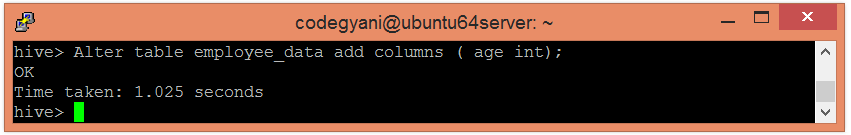 codegyani@ubuntu64server: ~
hive> Alter table employee_data add columns ( age int);
OK
Time taken: 1.025 seconds
hive>